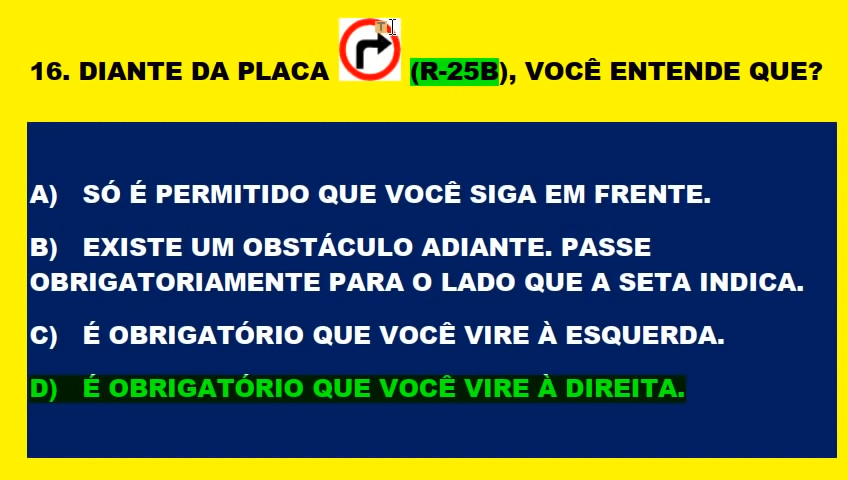 16. DIANTE DA PLACA (R-25B), VOCÊ ENTENDE QUE?
A) SÓ É PERMITIDO QUE VOCÊ SIGA EM FRENTE.
B) EXISTE UM OBSTÁCULO ADIANTE. PASSE
OBRIGATORIAMENTE PARA O LADO QUE A SETA INDICA.
C) É OBRIGATÓRIO QUE VOCÊ VIRE À ESQUERDA.
D) É OBRIGATÓRIO QUE VOCÊ VIRE À DIREITA.